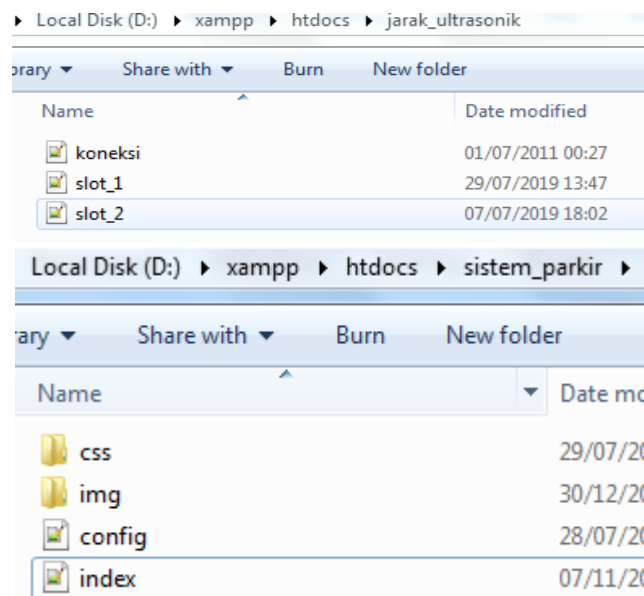 Local Disk (D:) ▸ xampp ▸ htdocs ▸ jarak_ultrasonik
Share with Burn New folder
Name Date modified
koneksi 01/07/2011 00:27
slot_1 29/07/2019 13:47
slot_2 07/07/2019 18:02
Local Disk (D:) ▸ xampp ▸ htdocs ▸ sistem_parkir ▸
Share with Burn New folder
Name Date mo
css 29/07/20
img 30/12/20
config 28/07/20
index 07/11/20